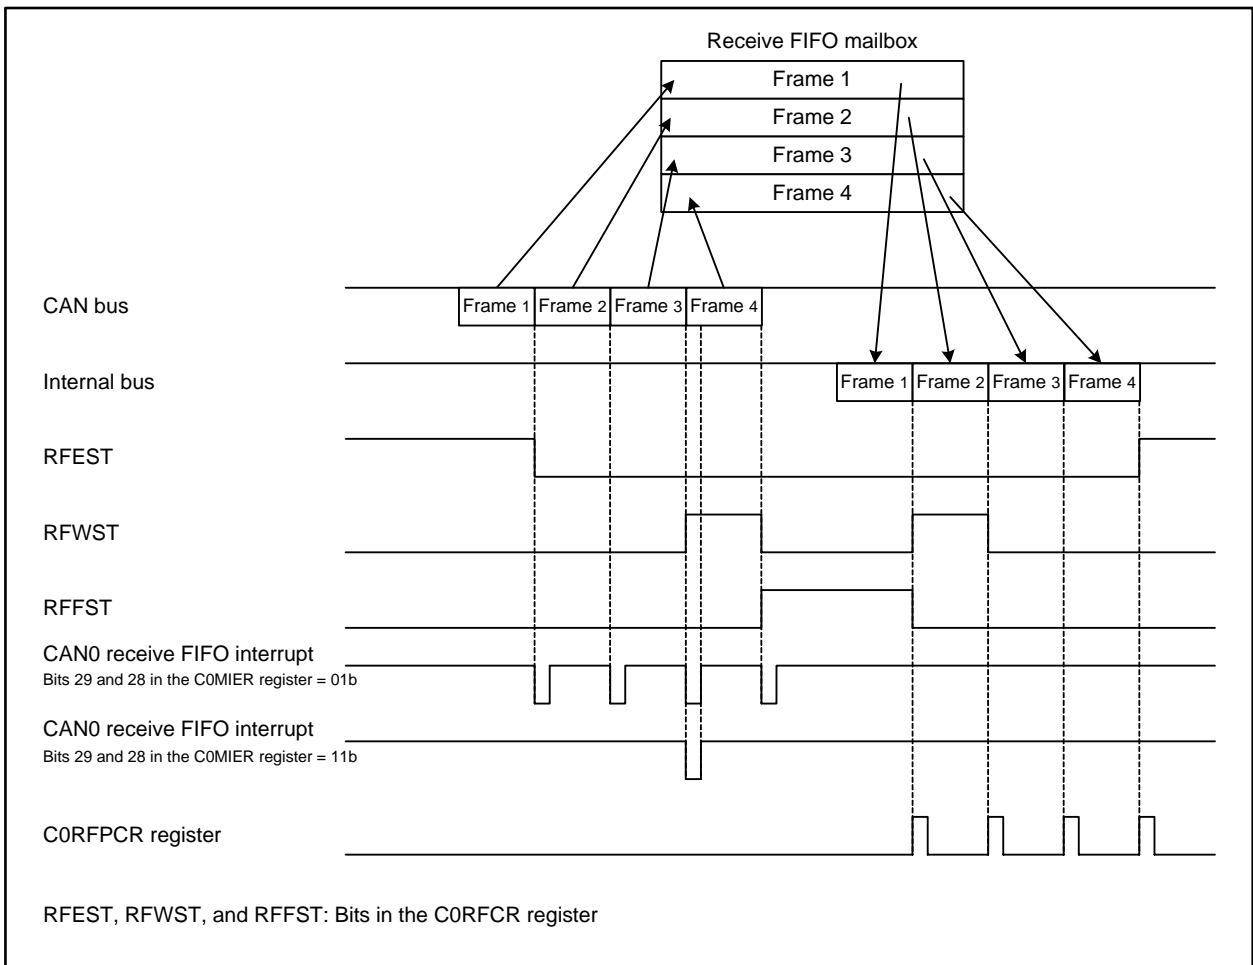 Receive FIFO mailbox
Frame 1
Frame 2
Frame 3
Frame 4
CAN bus
Frame 1 Frame 2 Frame 3 Frame 4
Internal bus
Frame 1 Frame 2 Frame 3 Frame 4
RFEST
RFWST
RFFST
CAN0 receive FIFO interrupt
Bits 29 and 28 in the C0MIER register = 01b
CAN0 receive FIFO interrupt
Bits 29 and 28 in the C0MIER register = 11b
C0RFPCR register
RFEST, RFWST, and RFFST: Bits in the C0RFCR register